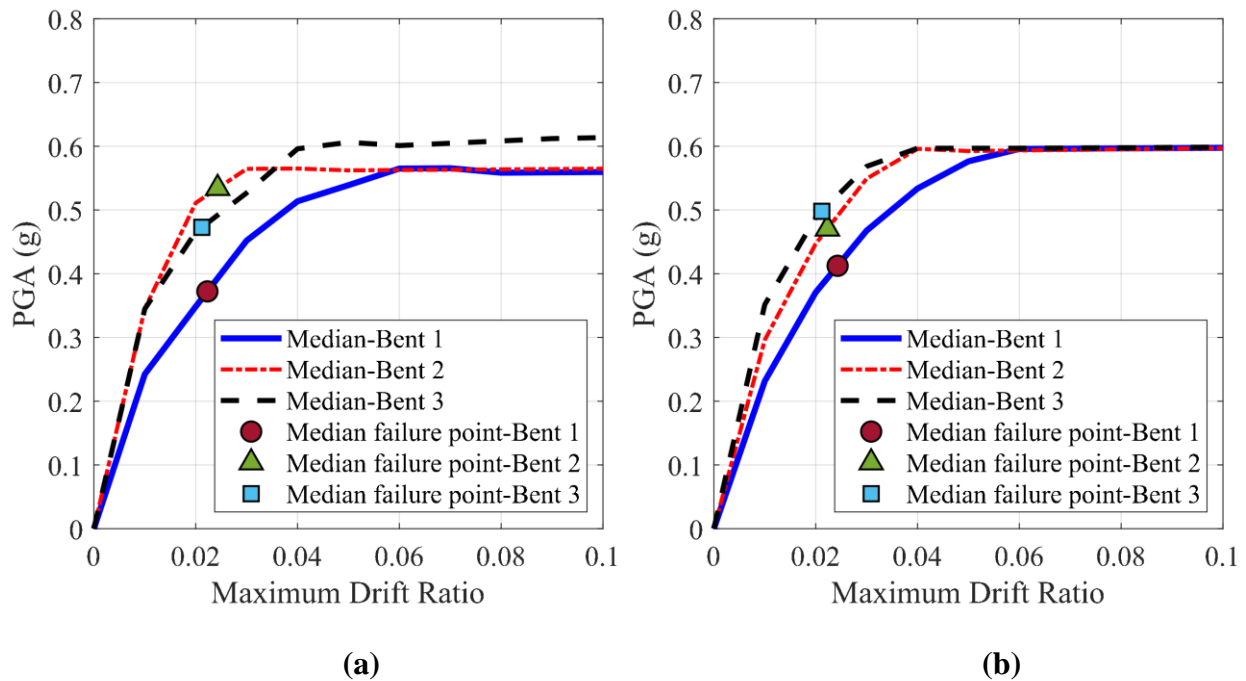 0.8
0.7
0.6
0.5
0.4
0.3
0.2
0.1
0
PGA (g)
Median-Bent 1
Median-Bent 2
Median-Bent 3
Median failure point-Bent 1
Median failure point-Bent 2
Median failure point-Bent 3
0 0.02 0.04 0.06 0.08 0.1
Maximum Drift Ratio
(a)
0.8
0.7
0.6
0.5
0.4
0.3
0.2
0.1
0
PGA (g)
Median-Bent 1
Median-Bent 2
Median-Bent 3
Median failure point-Bent 1
Median failure point-Bent 2
Median failure point-Bent 3
0 0.02 0.04 0.06 0.08 0.1
Maximum Drift Ratio
(b)